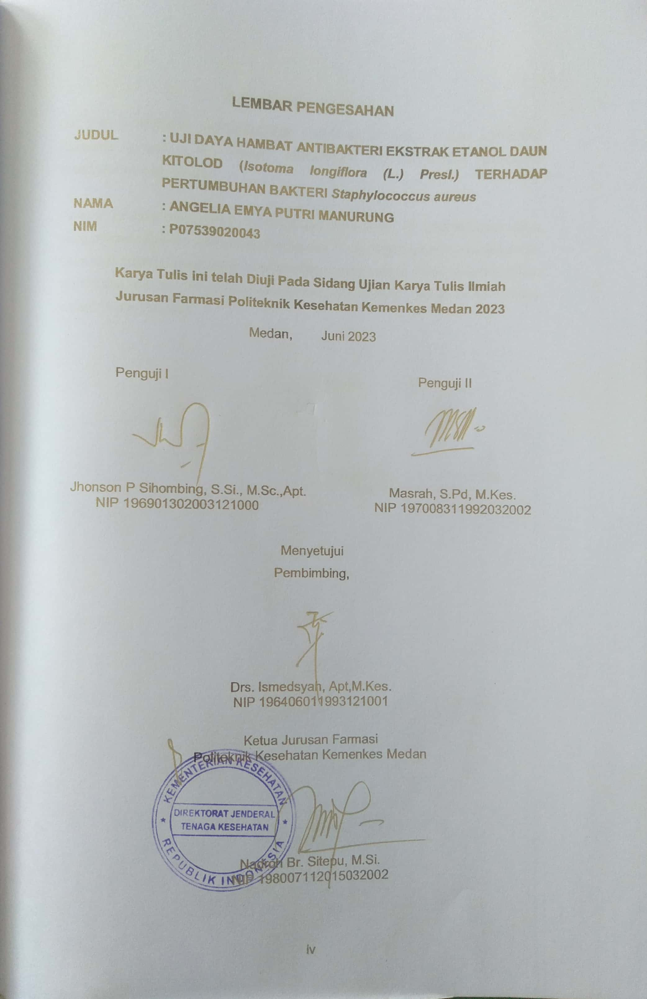 LEMBAR PENGESAHAN
JUDUL : UJI DAYA HAMBAT ANTIBAKTERI EKSTRAK ETANOL DAUN
KITOLOD (Isotoma longiflora (L.) Presl.) TERHADAP
PERTUMBUHAN BAKTERI Staphylococcus aureus
NAMA : ANGELIA EMYA PUTRI MANURUNG
NIM : P07539020043
Karya Tulis ini telah Diuji Pada Sidang Ujian Karya Tulis Ilmiah
Jurusan Farmasi Politeknik Kesehatan Kemenkes Medan 2023
Medan, Juni 2023
Penguji I
Penguji II
Jhonson P Sihombing, S.Si., M.Sc.,Apt.
NIP 196901302003121000
Masrah, S.Pd, M.Kes.
NIP 197008311992032002
Menyetujui
Pembimbing,
Drs. Ismedsyah, Apt,M.Kes.
NIP 196406011993121001
Ketua Jurusan Farmasi
Politeknik Kesehatan Kemenkes Medan
KEMENTERIAN KESEHATAN
DIREKTORAT JENDERAL
TENAGA KESEHATAN
REPUBLIK INDONESIA
Nadroh Br. Sitepu, M.Si.
NIP 198007112015032002
iv